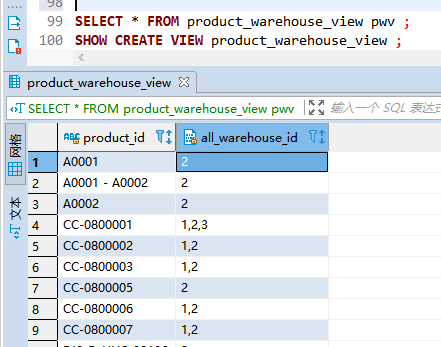 98
99 SELECT * FROM product_warehouse_view pwv ;
100 SHOW CREATE VIEW product_warehouse_view ;
product_warehouse_view
SELECT * FROM product_warehouse_view pwv 输入一个 SQL 表达式
网格
文本
ABC product_id all_warehouse_id
1 A0001 2
2 A0001 - A0002 2
3 A0002 2
4 CC-0800001 1,2,3
5 CC-0800002 1,2
6 CC-0800003 1,2
7 CC-0800005 2
8 CC-0800006 1,2
9 CC-0800007 1,2